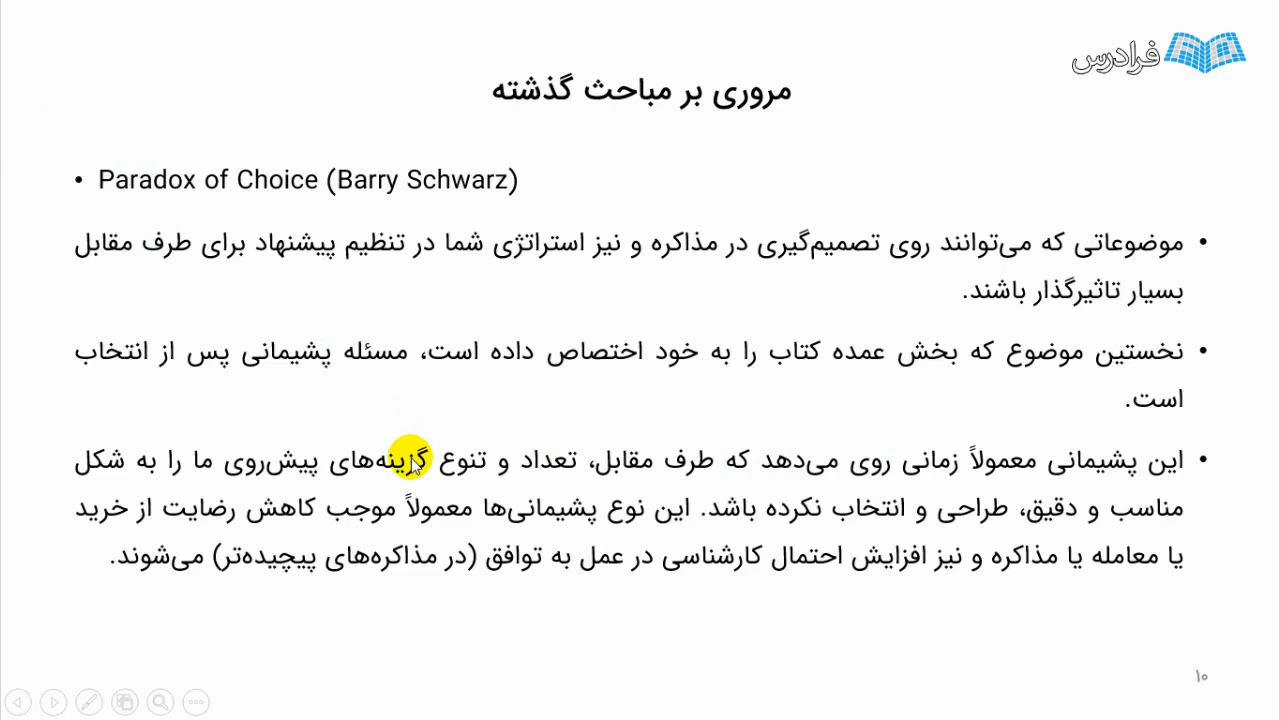 فرادرس
مروری بر مباحث گذشته
• Paradox of Choice (Barry Schwarz)
• موضوعاتی که می‌توانند روی تصمیم‌گیری در مذاکره و نیز استراتژی شما در تنظیم پیشنهاد برای طرف مقابل
بسیار تاثیرگذار باشند.
• نخستین موضوع که بخش عمده کتاب را به خود اختصاص داده است، مسئله پشیمانی پس از انتخاب
است.
• این پشیمانی معمولاً زمانی روی می‌دهد که طرف مقابل، تعداد و تنوع گزینه‌های پیش‌روی ما را به شکل
مناسب و دقیق، طراحی و انتخاب نکرده باشد. این نوع پشیمانی‌ها معمولاً موجب کاهش رضایت از خرید
یا معامله یا مذاکره و نیز افزایش احتمال کارشناسی در عمل به توافق (در مذاکره‌های پیچیده‌تر) می‌شوند.
۱۰